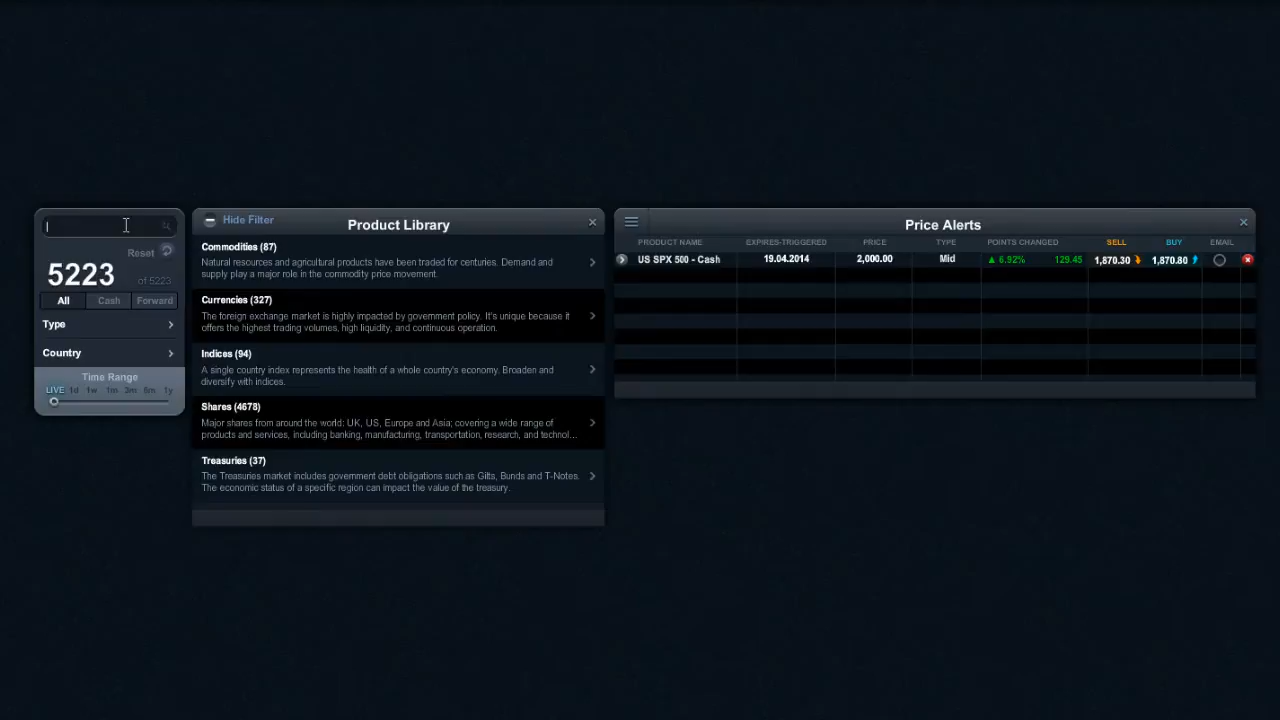 Reset
5223
of 5223
All Cash Forward
Type
Country
Time Range
LIVE 1d 1w 1m 3m 6m 1y
Hide Filter
Product Library
Commodities (87)
Natural resources and agricultural products have been traded for centuries. Demand and
supply play a major role in the commodity price movement.
Currencies (327)
The foreign exchange market is highly impacted by government policy. It's unique because it
offers the highest trading volumes, high liquidity, and continuous operation.
Indices (94)
A single country index represents the health of a whole country's economy. Broaden and
diversify with indices.
Shares (4678)
Major shares from around the world: UK, US, Europe and Asia; covering a wide range of
products and services, including banking, manufacturing, transportation, research, and technol...
Treasuries (37)
The Treasuries market includes government debt obligations such as Gilts, Bunds and T-Notes.
The economic status of a specific region can impact the value of the treasury.
Price Alerts
PRODUCT NAME EXPIRES-TRIGGERED PRICE TYPE POINTS CHANGED SELL BUY EMAIL
US SPX 500 - Cash 19.04.2014 2,000.00 Mid ▲ 6.92% 129.45 1,870.30 1,870.80